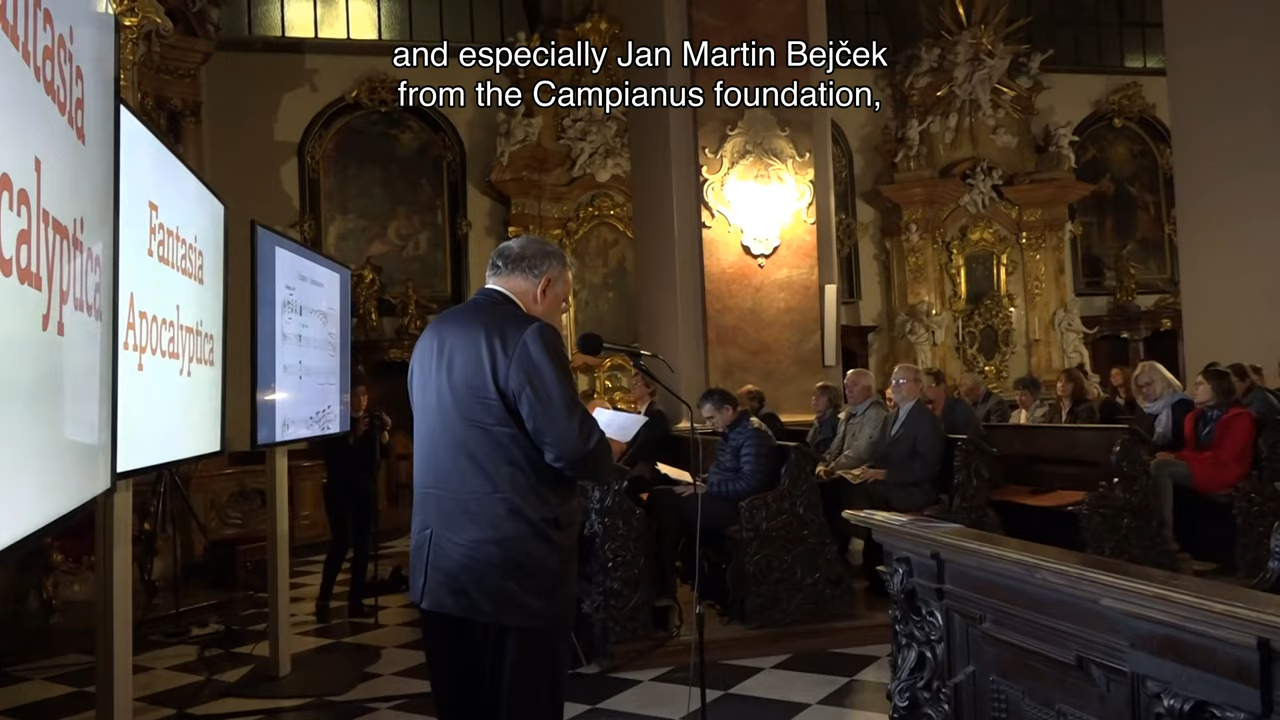 and especially Jan Martin Bejček
from the Campianus foundation,
Fantasia
Apocalyptica
Fantasia
Apocalyptica